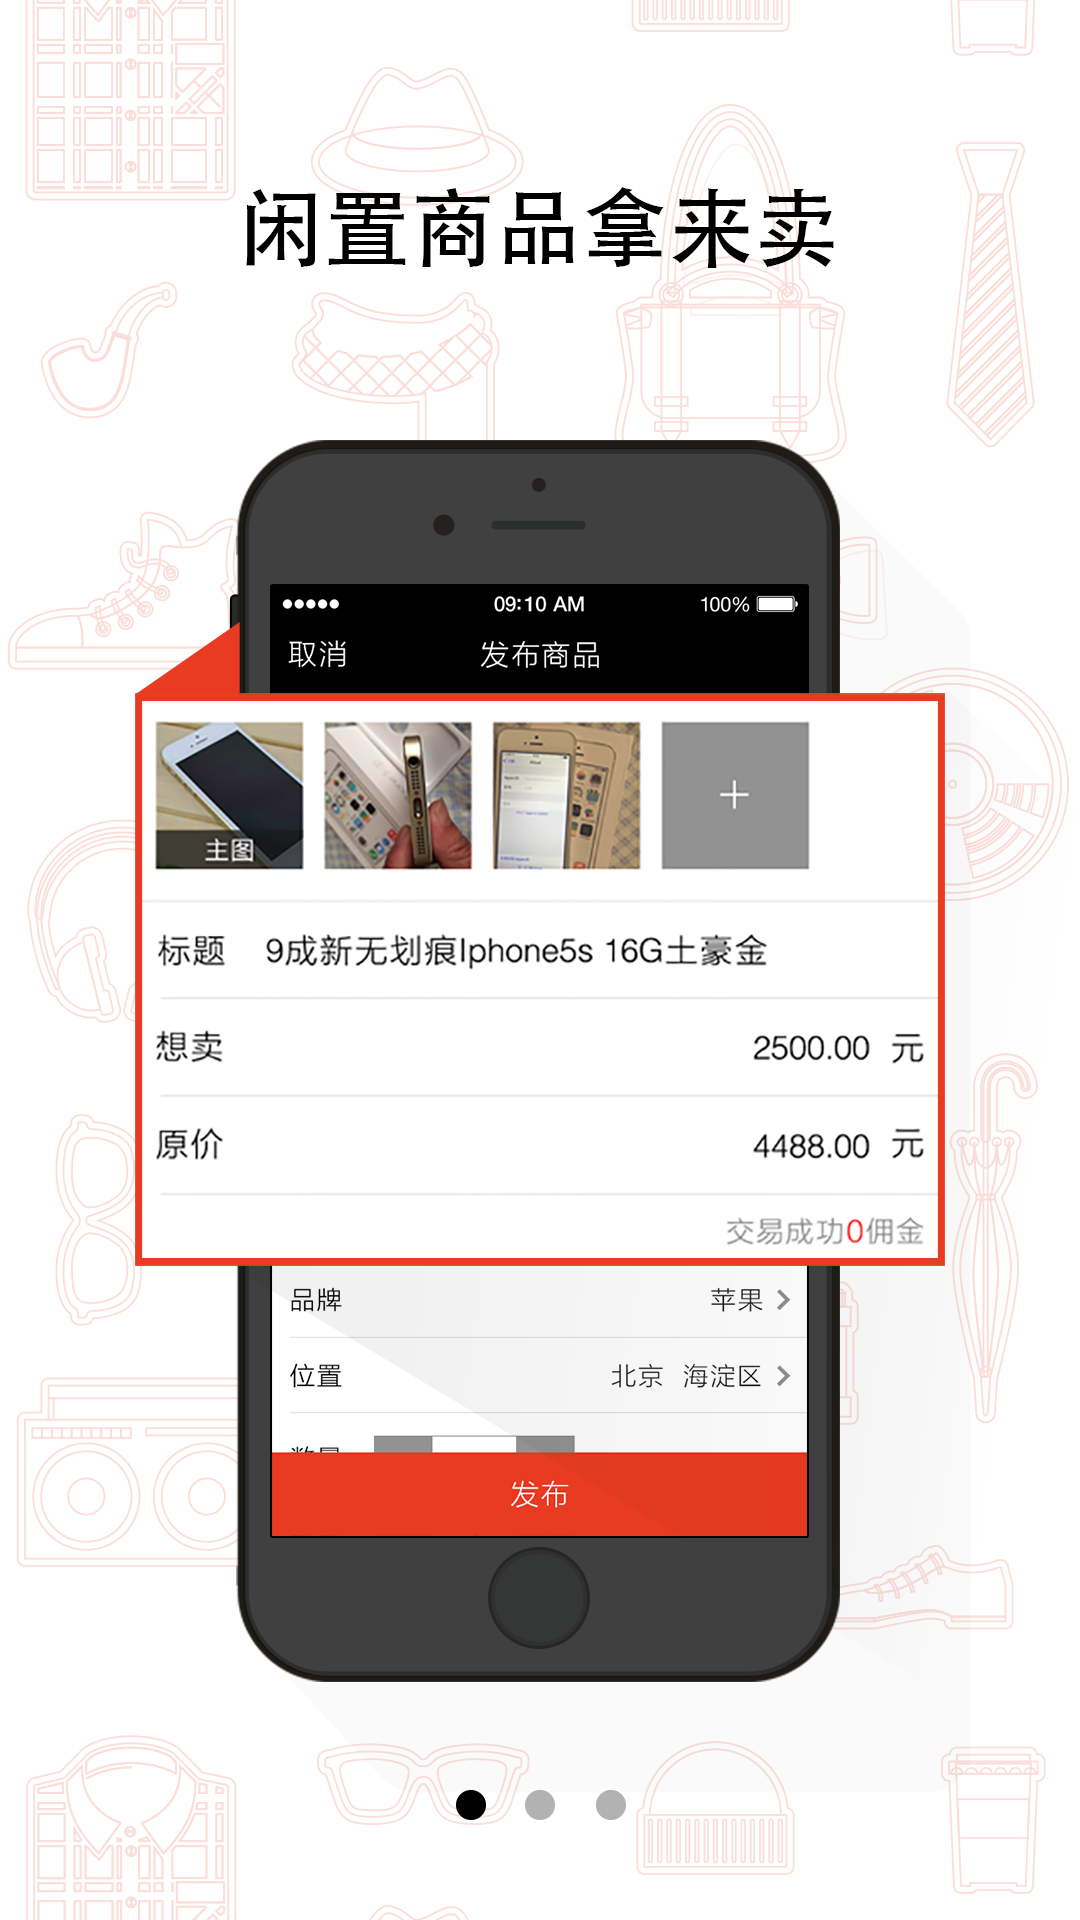 闲置商品拿来卖
09:10 AM
100%
取消
发布商品
主图
标题 9成新无划痕Iphone5s 16G土豪金
想卖 2500.00 元
原价 4488.00 元
交易成功0佣金
品牌 苹果
位置 北京 海淀区
数量
发布